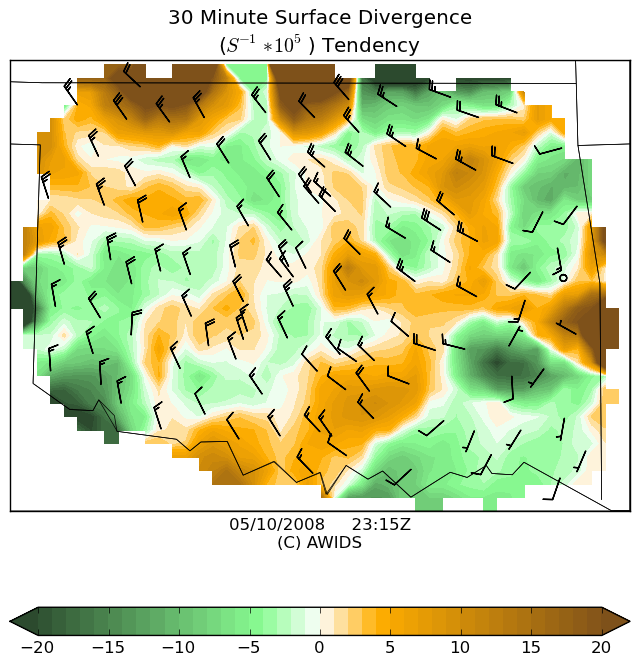 30 Minute Surface Divergence
(S⁻¹ * 10⁵ ) Tendency
05/10/2008 23:15Z
(C) AWIDS
−20 −15 −10 −5 0 5 10 15 20